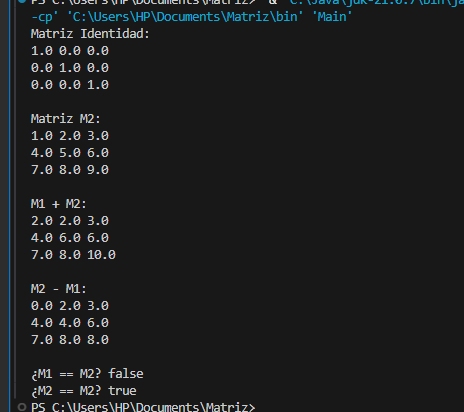 PS C:\Users\HP\Documents\Matriz> & 'C:\Java\jdk-21.0.7\bin\ja
-cp' 'C:\Users\HP\Documents\Matriz\bin' 'Main'
Matriz Identidad:
1.0 0.0 0.0
0.0 1.0 0.0
0.0 0.0 1.0
Matriz M2:
1.0 2.0 3.0
4.0 5.0 6.0
7.0 8.0 9.0
M1 + M2:
2.0 2.0 3.0
4.0 6.0 6.0
7.0 8.0 10.0
M2 - M1:
0.0 2.0 3.0
4.0 4.0 6.0
7.0 8.0 8.0
¿M1 == M2? false
¿M2 == M2? true
PS C:\Users\HP\Documents\Matriz>